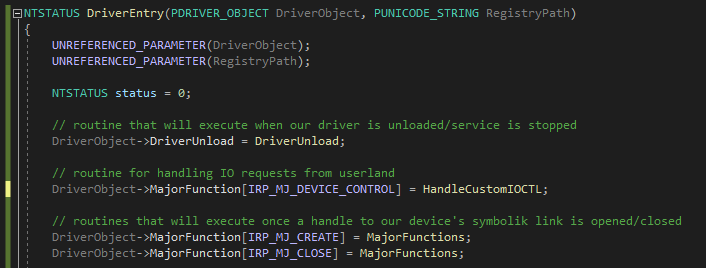 NTSTATUS DriverEntry(PDRIVER_OBJECT DriverObject, PUNICODE_STRING RegistryPath)
{
UNREFERENCED_PARAMETER(DriverObject);
UNREFERENCED_PARAMETER(RegistryPath);
NTSTATUS status = 0;
// routine that will execute when our driver is unloaded/service is stopped
DriverObject->DriverUnload = DriverUnload;
// routine for handling IO requests from userland
DriverObject->MajorFunction[IRP_MJ_DEVICE_CONTROL] = HandleCustomIOCTL;
// routines that will execute once a handle to our device's symbolik link is opened/closed
DriverObject->MajorFunction[IRP_MJ_CREATE] = MajorFunctions;
DriverObject->MajorFunction[IRP_MJ_CLOSE] = MajorFunctions;